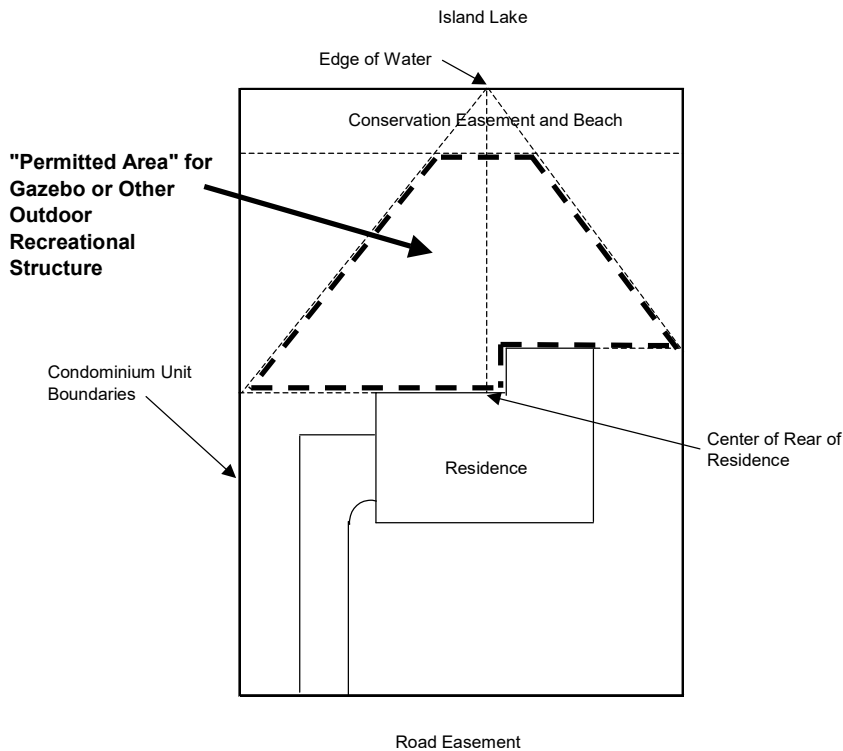 Island Lake
Edge of Water
Conservation Easement and Beach
"Permitted Area" for
Gazebo or Other
Outdoor
Recreational
Structure
Condominium Unit
Boundaries
Center of Rear of
Residence
Residence
Road Easement